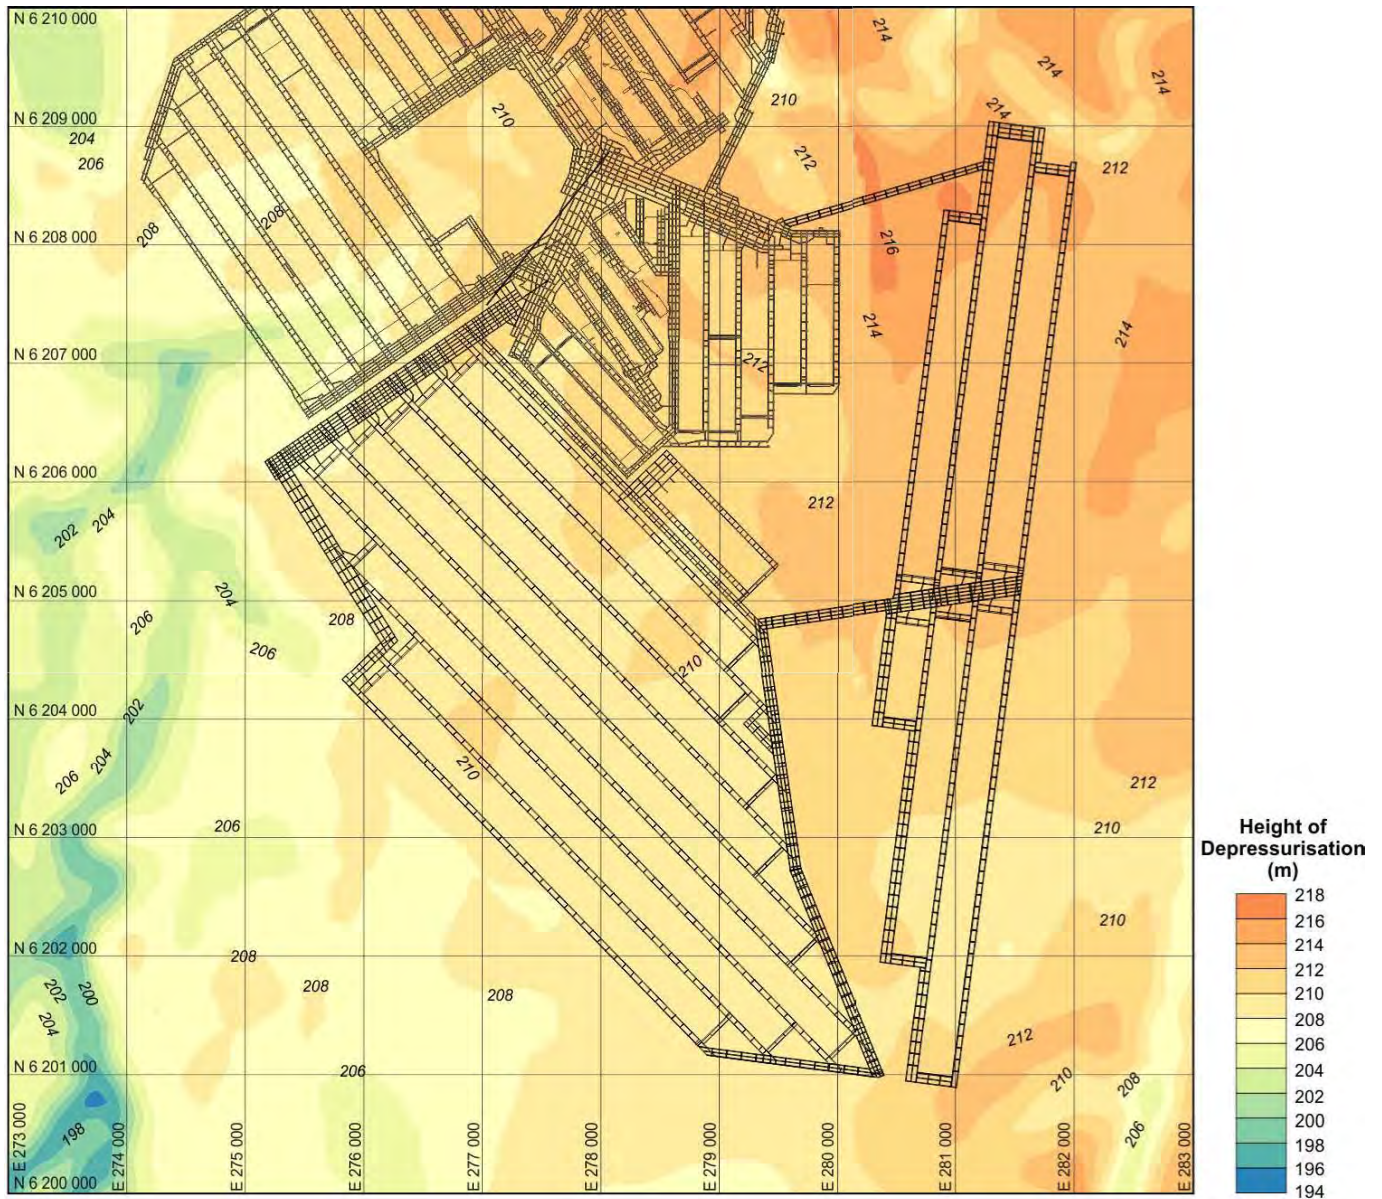 N 6 210 000
214
214
214
210
210
214
N 6 209 000
204
206
212
212
208
208
216
N 6 208 000
214
214
N 6 207 000
212
N 6 206 000
212
202
204
N 6 205 000
204
206
208
206
210
N 6 204 000
202
204
206
210
212
N 6 203 000
206
210
Height of
Depressurisation
(m)
218
216
214
212
210
208
206
204
202
200
198
196
194
210
N 6 202 000
208
202
200
208
208
204
212
N 6 201 000
206
210
208
206
198
N 6 200 000
E 273 000
E 274 000
E 275 000
E 276 000
E 277 000
E 278 000
E 279 000
E 280 000
E 281 000
E 282 000
E 283 000